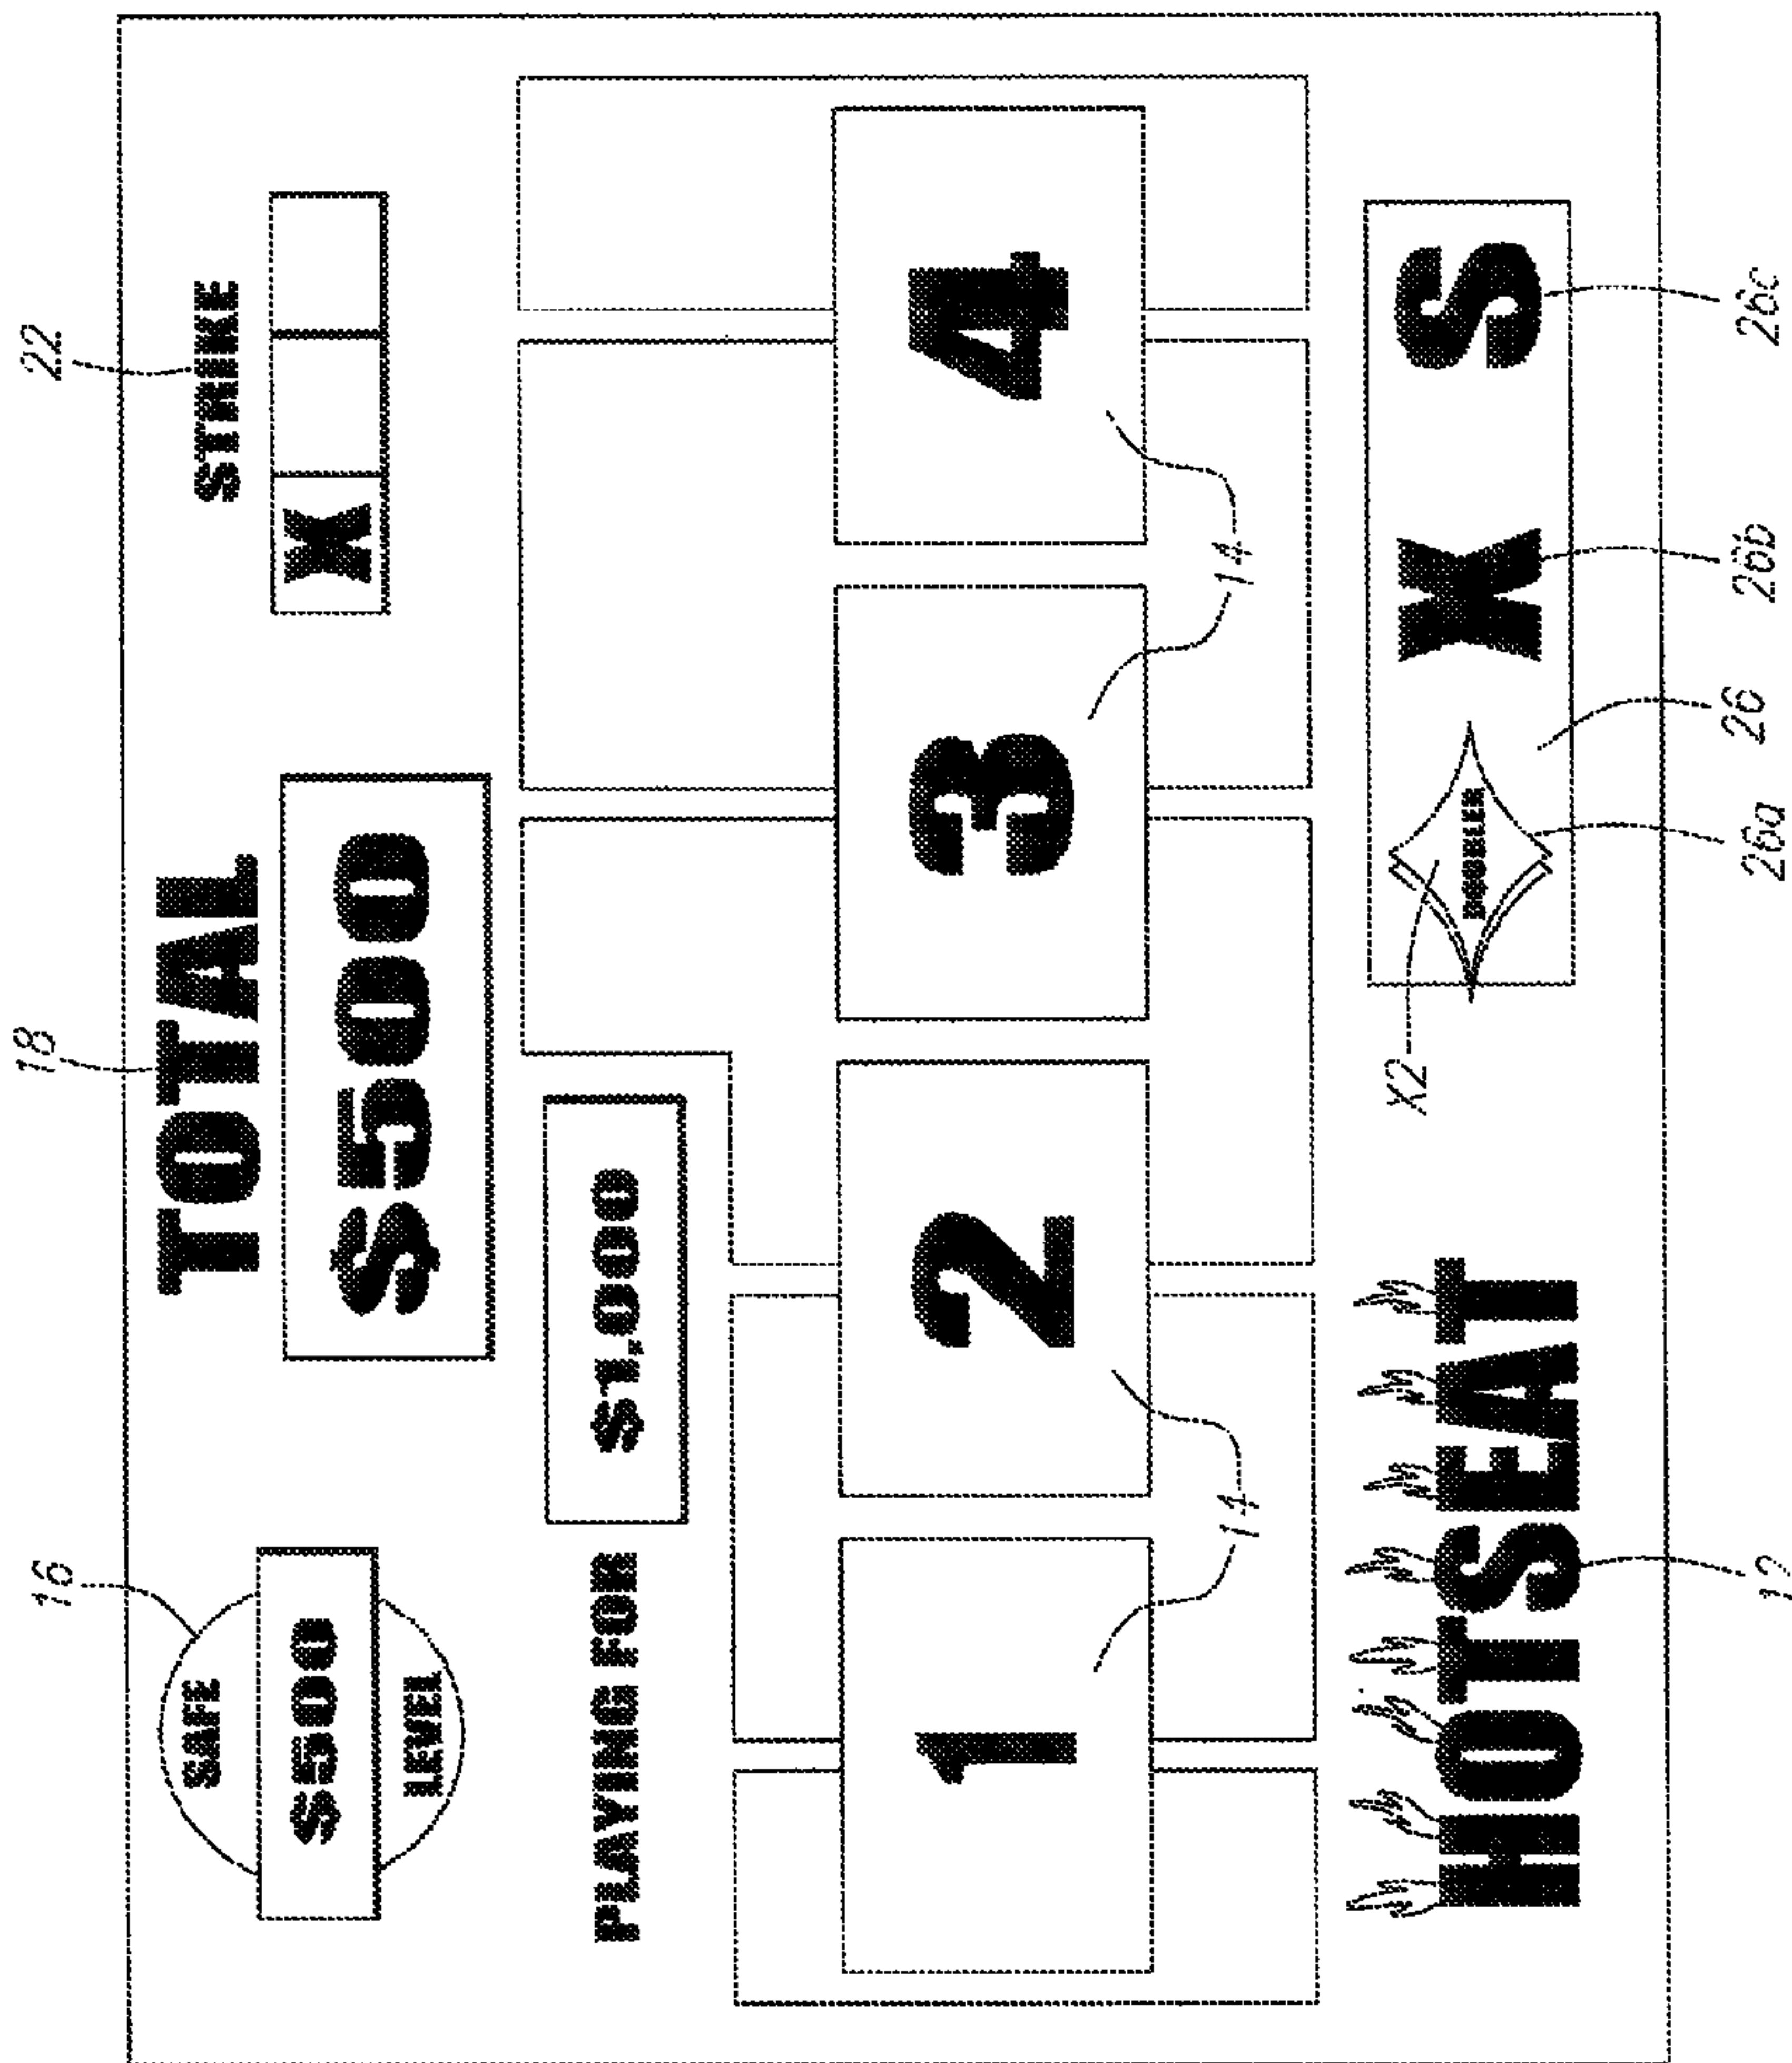 16
18
22
SAFE
$500
LEVEL
TOTAL
$500
STRIKE
X
PLAYING FOR
$1,000
1
2
3
4
14
14
HOTSEAT
X2
DOUBLER
X
S
12
26a
26
26b
26c